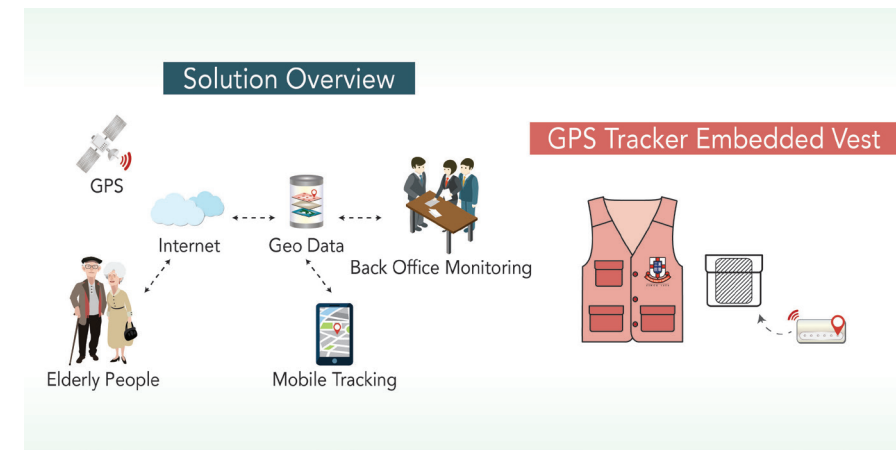 Solution Overview
GPS Tracker Embedded Vest
GPS
Internet
Geo Data
Back Office Monitoring
Elderly People
Mobile Tracking